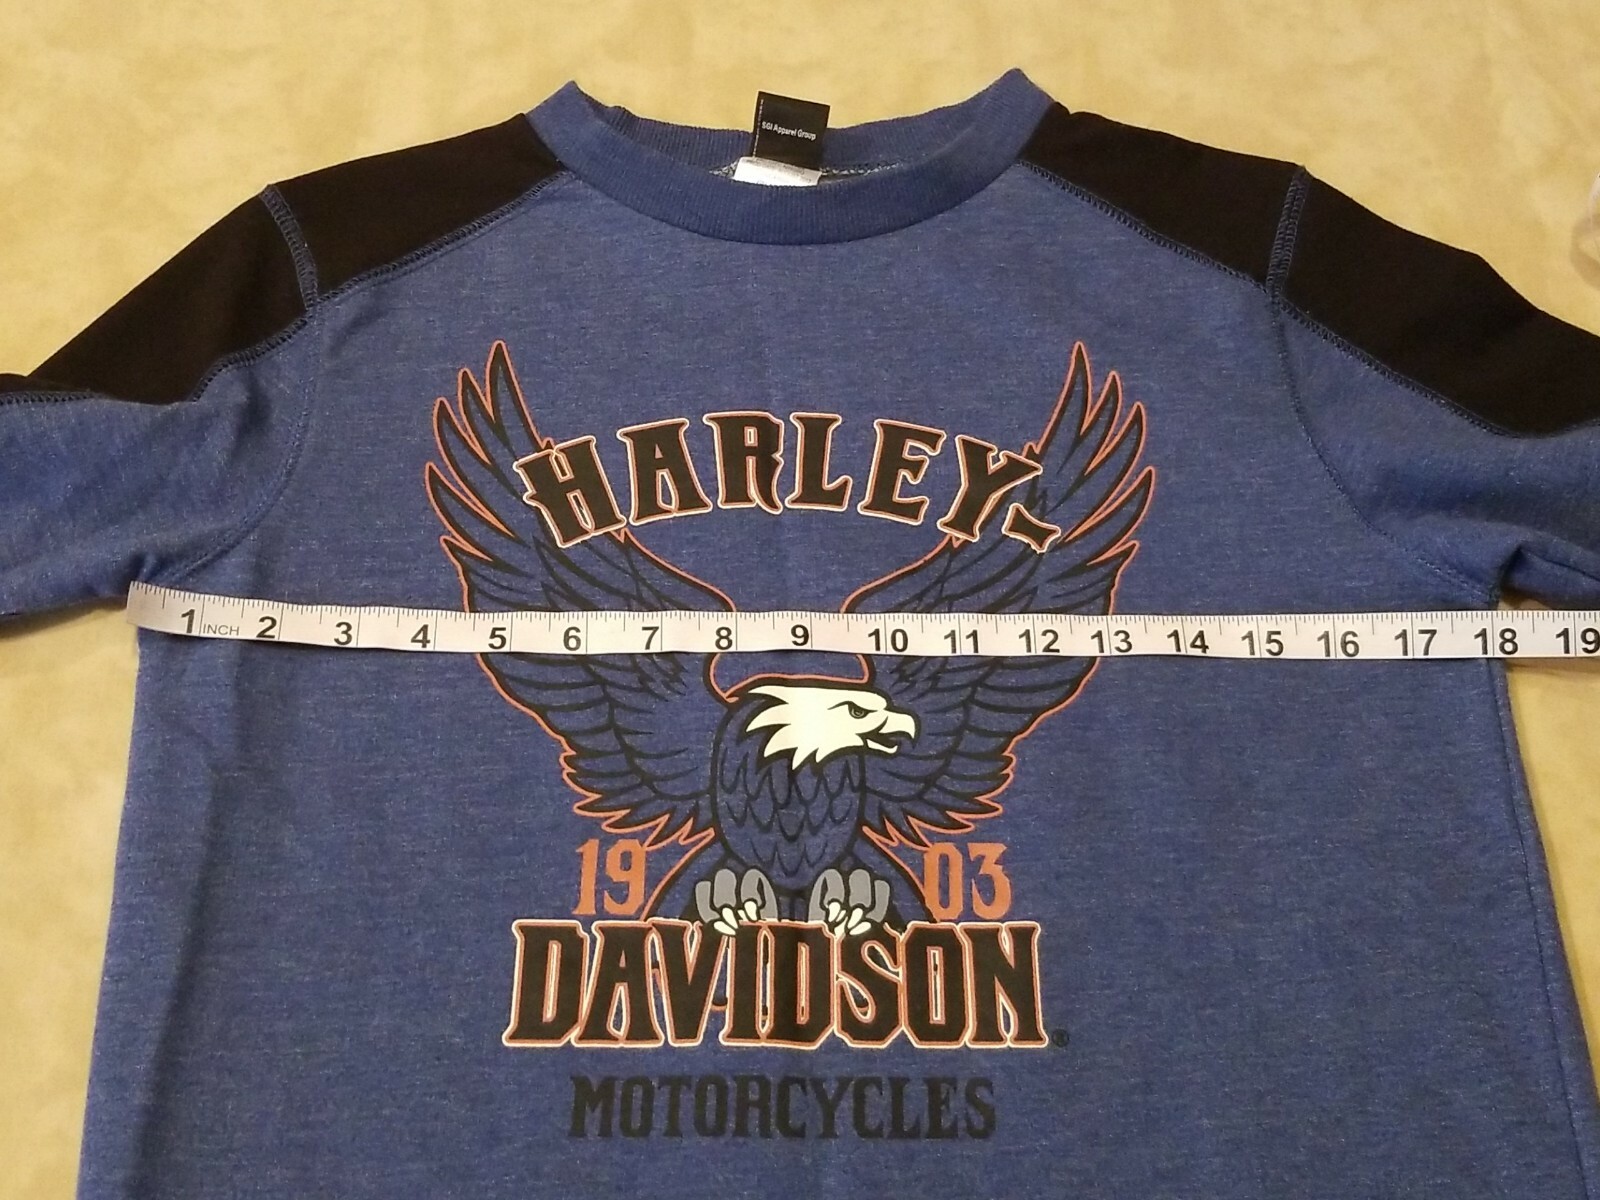 SGI Apparel Group
HARLEY-
1 INCH 2 3 4 5 6 7 8 9 10 11 12 13 14 15 16 17 18 19
19 03
DAVIDSON®
MOTORCYCLES